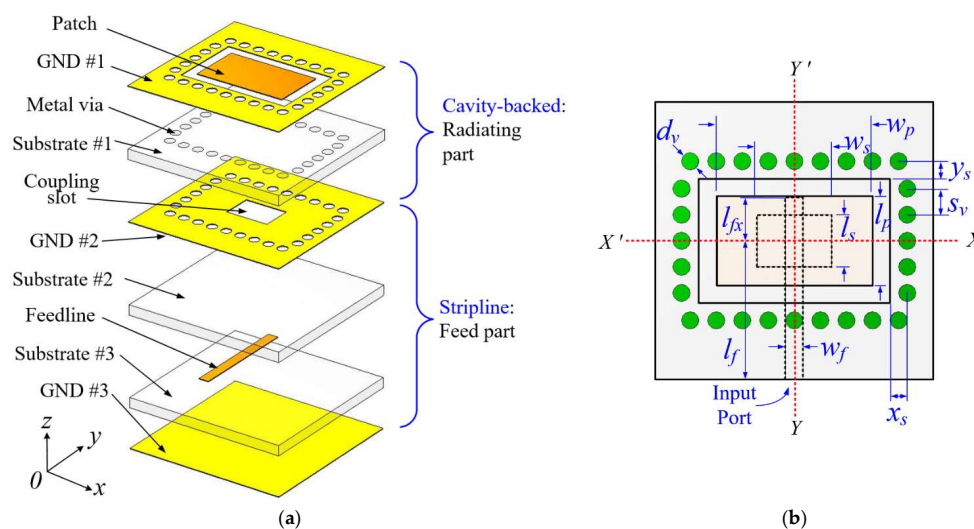 Patch
GND #1
Metal via
Substrate #1
Coupling
slot
GND #2
Substrate #2
Feedline
Substrate #3
GND #3
z
y
x
0
Cavity-backed:
Radiating
part
Stripline:
Feed part
(a)
Y'
d_v
w_p
w_s
y_s
s_v
l_fx
l_s
l_p
X'
X
l_f
w_f
Input
Port
Y
x_s
(b)